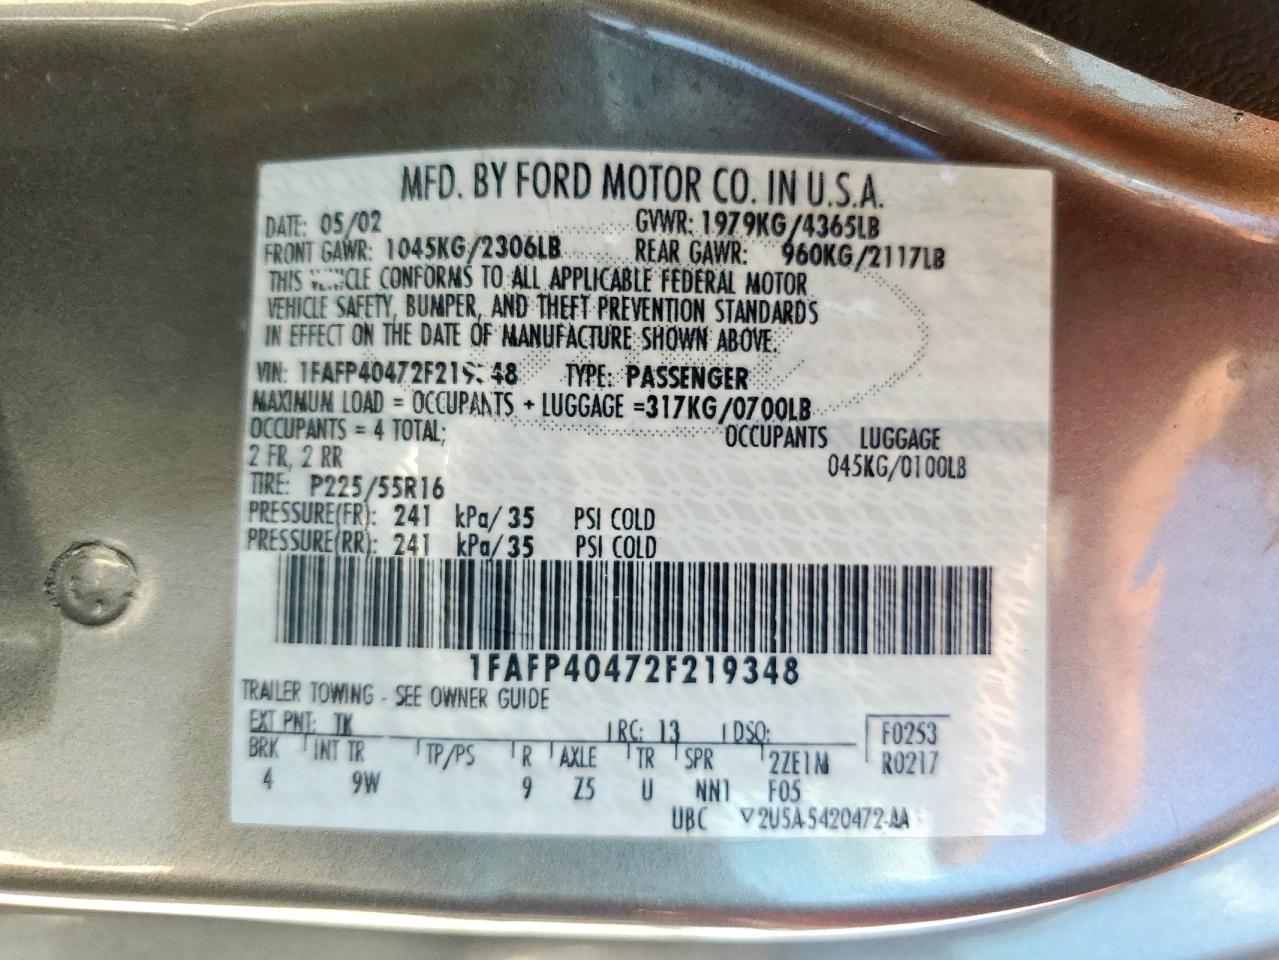 MFD. BY FORD MOTOR CO. IN U.S.A.
DATE: 05/02 GVWR: 1979KG/4365LB
FRONT GAWR: 1045KG/2306LB REAR GAWR: 960KG/2117LB
THIS VEHICLE CONFORMS TO ALL APPLICABLE FEDERAL MOTOR
VEHICLE SAFETY, BUMPER, AND THEFT PREVENTION STANDARDS
IN EFFECT ON THE DATE OF MANUFACTURE SHOWN ABOVE.
VIN: 1FAFP40472F219348 TYPE: PASSENGER
MAXIMUM LOAD = OCCUPANTS + LUGGAGE =317KG/0700LB
OCCUPANTS = 4 TOTAL; OCCUPANTS LUGGAGE
2 FR, 2 RR 045KG/0100LB
TIRE: P225/55R16
PRESSURE(FR): 241 kPa/35 PSI COLD
PRESSURE(RR): 241 kPa/35 PSI COLD
1FAFP40472F219348
TRAILER TOWING - SEE OWNER GUIDE
EXT PNT: TK RC: 13 DSO: F0253
BRK INT TR TP/PS R AXLE TR SPR 2ZE1M R0217
4 9W 9 Z5 U NN1 F05
UBC ▽2U5A-5420472-AA